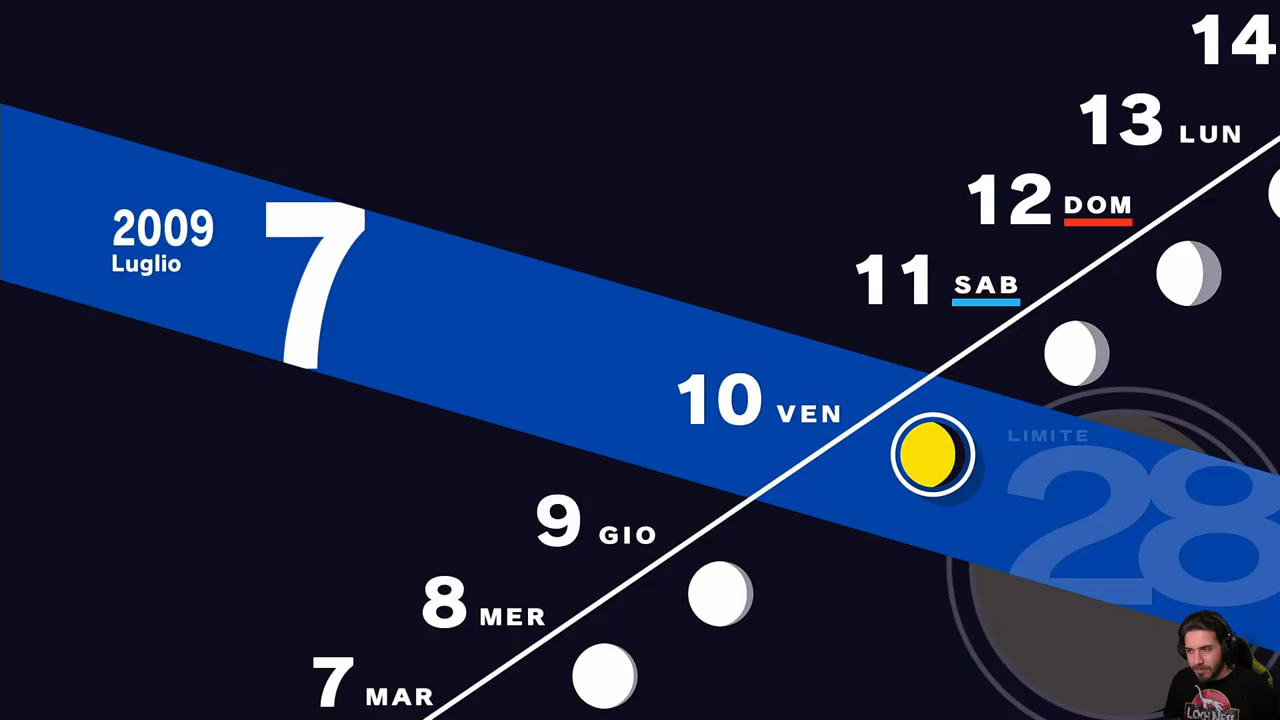 14
13 LUN
12 DOM
2009
Luglio
7
11 SAB
10 VEN
LIMITE
28
9 GIO
8 MER
7 MAR